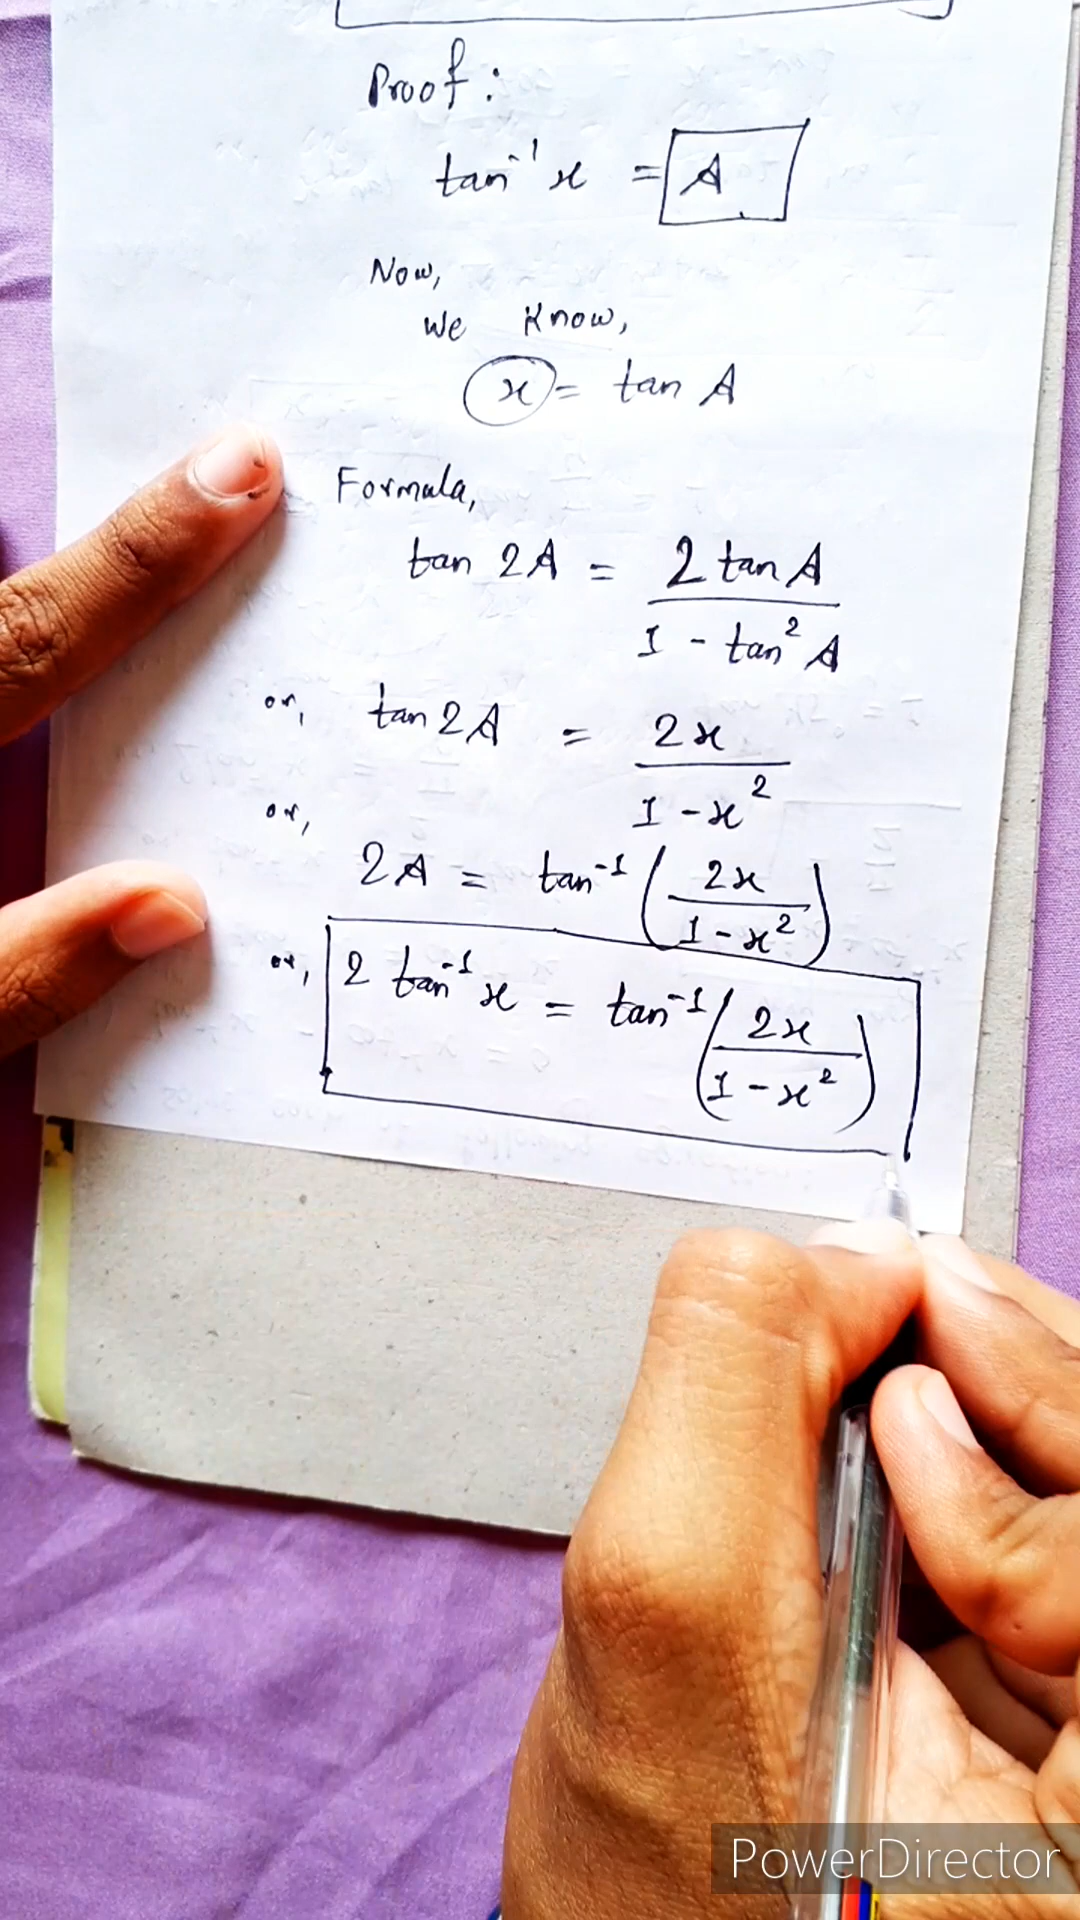 Proof:
tan⁻¹x = A
Now,
We Know,
x = tan A
Formula,
tan 2A = 2 tan A / 1 - tan² A
or, tan 2A = 2x / 1 - x²
or,
2A = tan⁻¹ (2x / 1 - x²)
or, 2 tan⁻¹x = tan⁻¹ (2x / 1 - x²)
PowerDirector